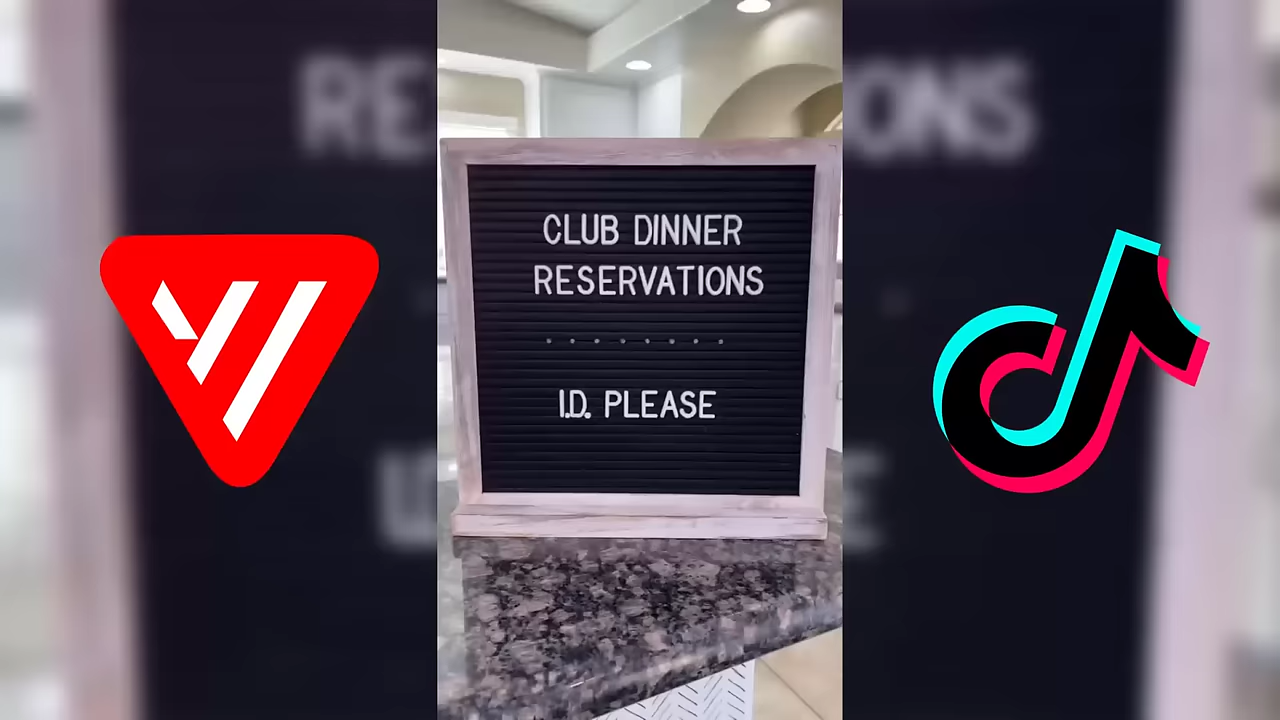 CLUB DINNER
RESERVATIONS
........
I.D. PLEASE